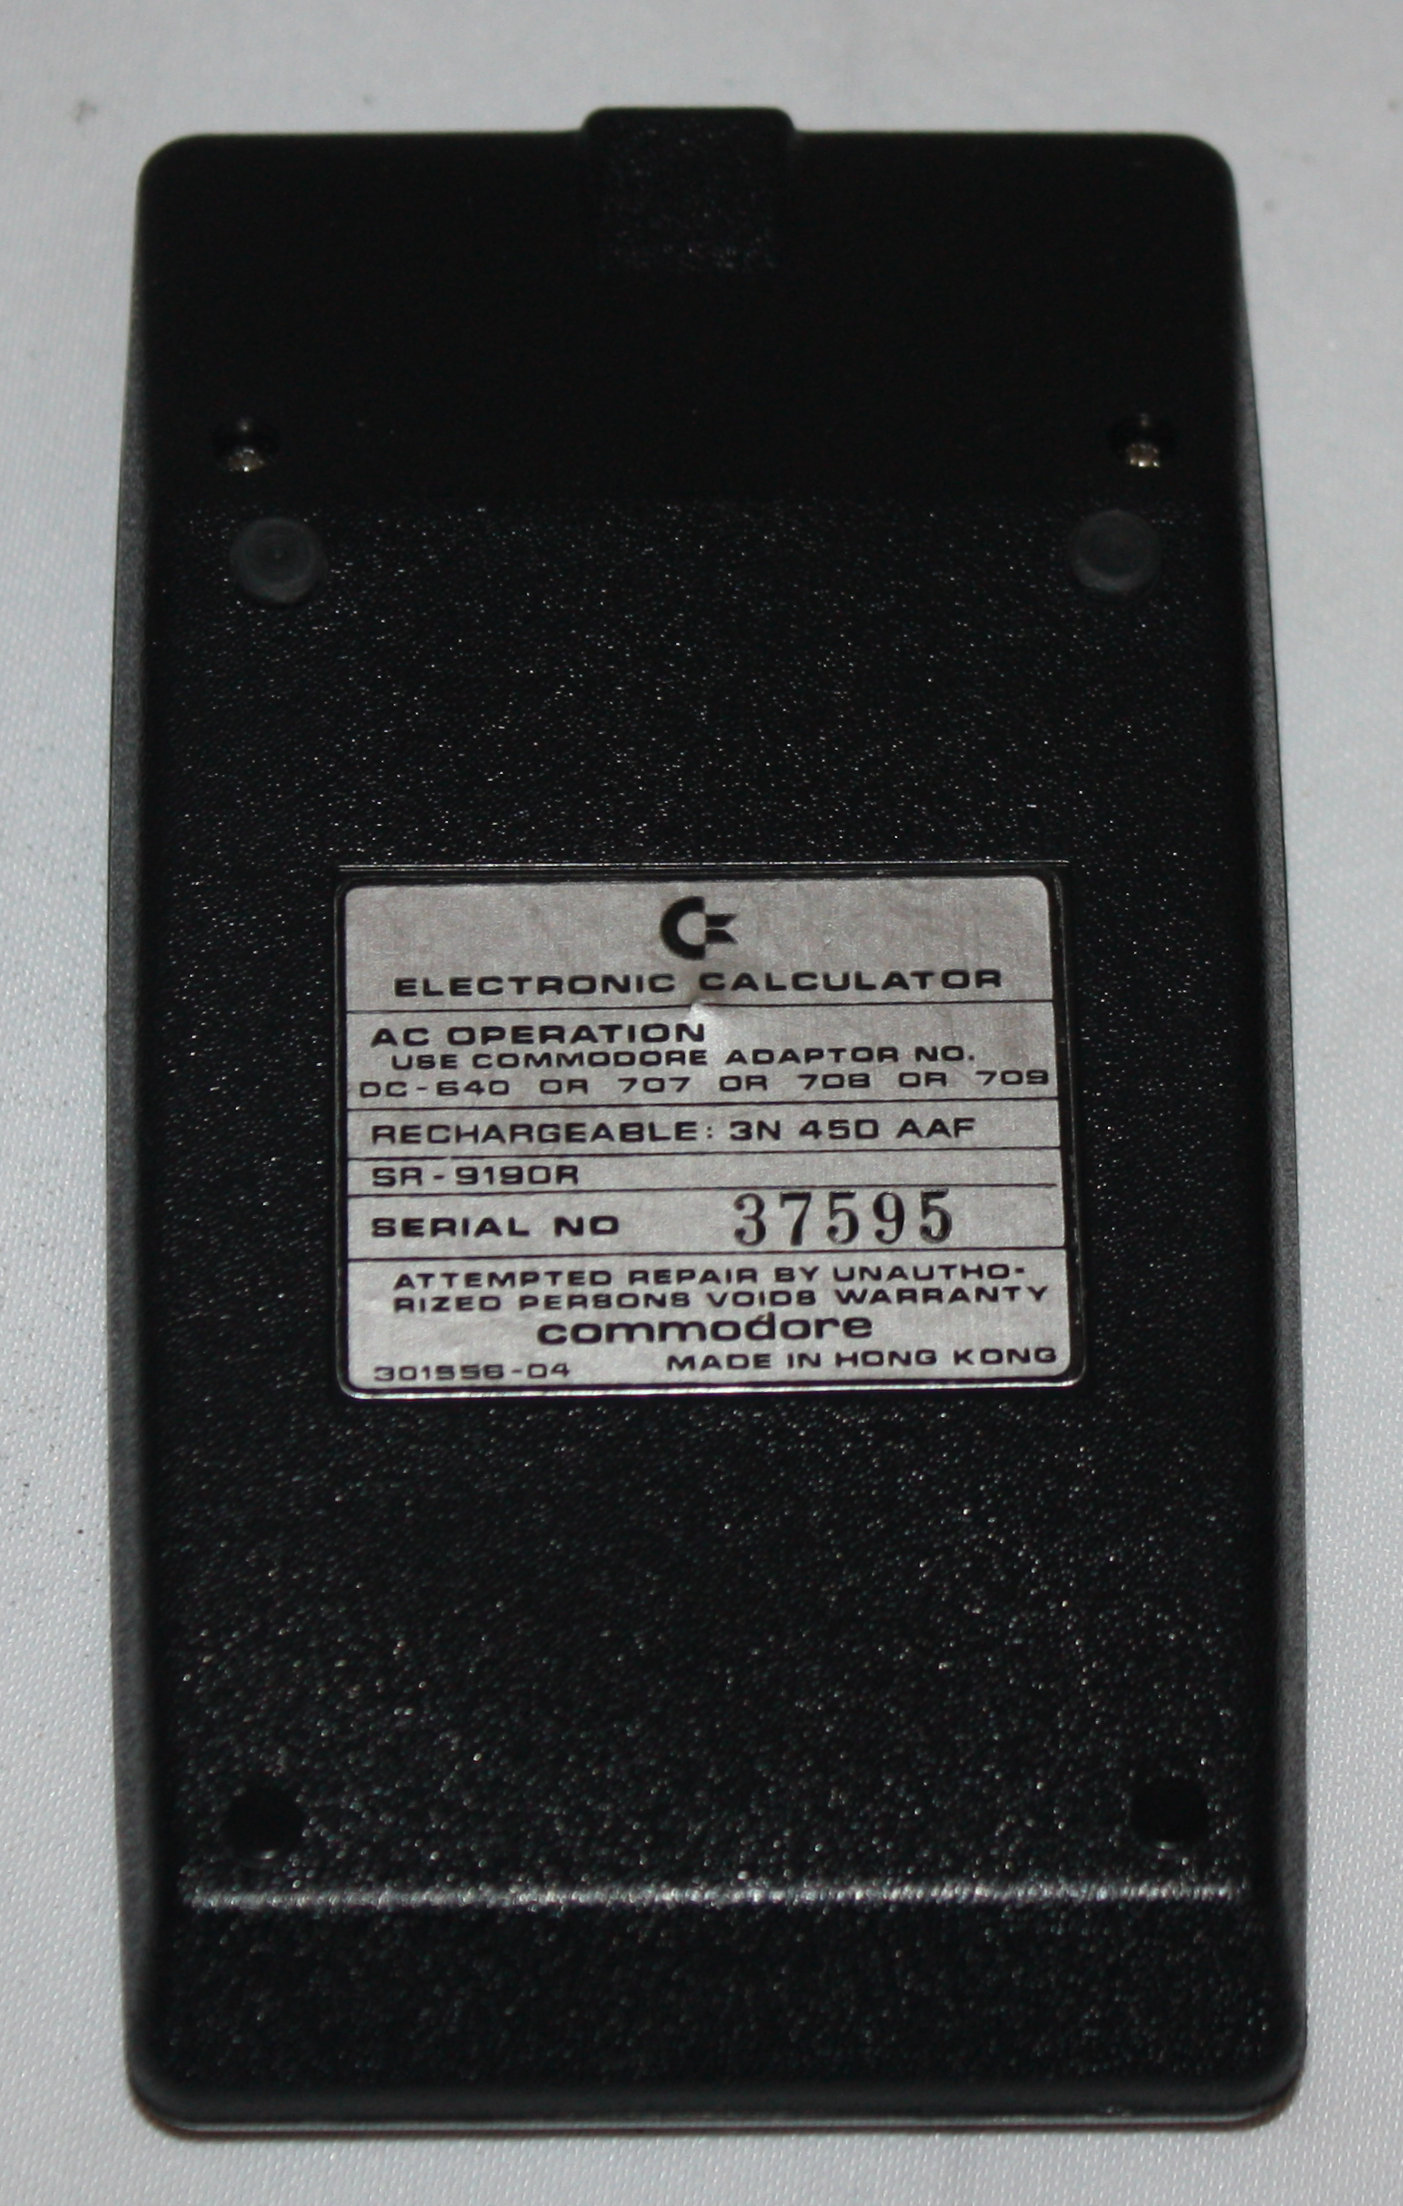 ELECTRONIC CALCULATOR
AC OPERATION
USE COMMODORE ADAPTOR NO.
DC-640 OR 707 OR 708 OR 709
RECHARGEABLE: 3N 450 AAF
SR-9190R
SERIAL NO 37595
ATTEMPTED REPAIR BY UNAUTHO-
RIZED PERSONS VOIDS WARRANTY
commodore
301556-04 MADE IN HONG KONG